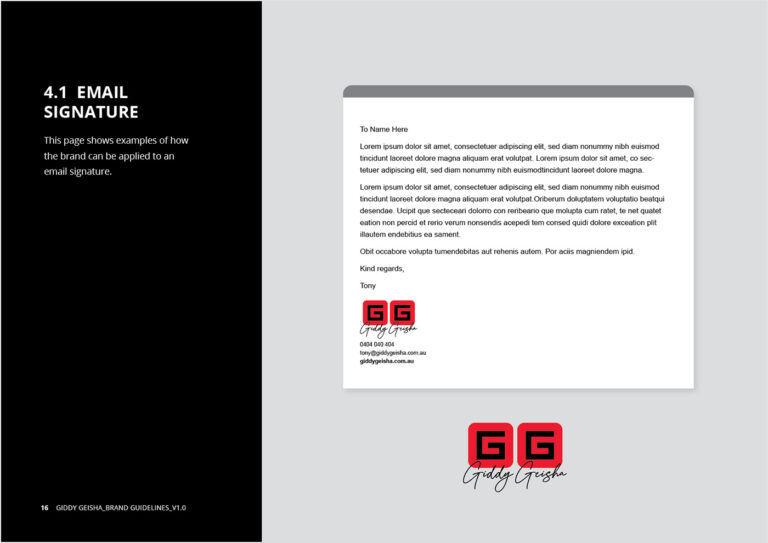 4.1 EMAIL
SIGNATURE
This page shows examples of how
the brand can be applied to an
email signature.
To Name Here
Lorem ipsum dolor sit amet, consectetuer adipiscing elit, sed diam nonummy nibh euismod
tincidunt laoreet dolore magna aliquam erat volutpat. Lorem ipsum dolor sit amet, co sec-
tetuer adipiscing elit, sed diam nonummy nibh euismodtincidunt laoreet dolore magna.
Lorem ipsum dolor sit amet, consectetuer adipiscing elit, sed diam nonummy nibh euismod
tincidunt laoreet dolore magna aliquam erat volutpat.Oriberum doluptatem voluptatio beatqui
desendae. Ucipit que secteceari dolorro con reribeario que molupta cum ratet, te net quatet
eation non percid et rerio verum nonsendis acepedi tem consed quidi dolore exceation plit
illautem endebitius ea sament.
Obit occabore volupta tumendebitas aut rehenis autem. Por aciis magniendem ipid.
Kind regards,
Tony
G G
Giddy Geisha
0404 040 404
tony@giddygeisha.com.au
giddygeisha.com.au
G G
Giddy Geisha
16 GIDDY GEISHA_BRAND GUIDELINES_V1.0